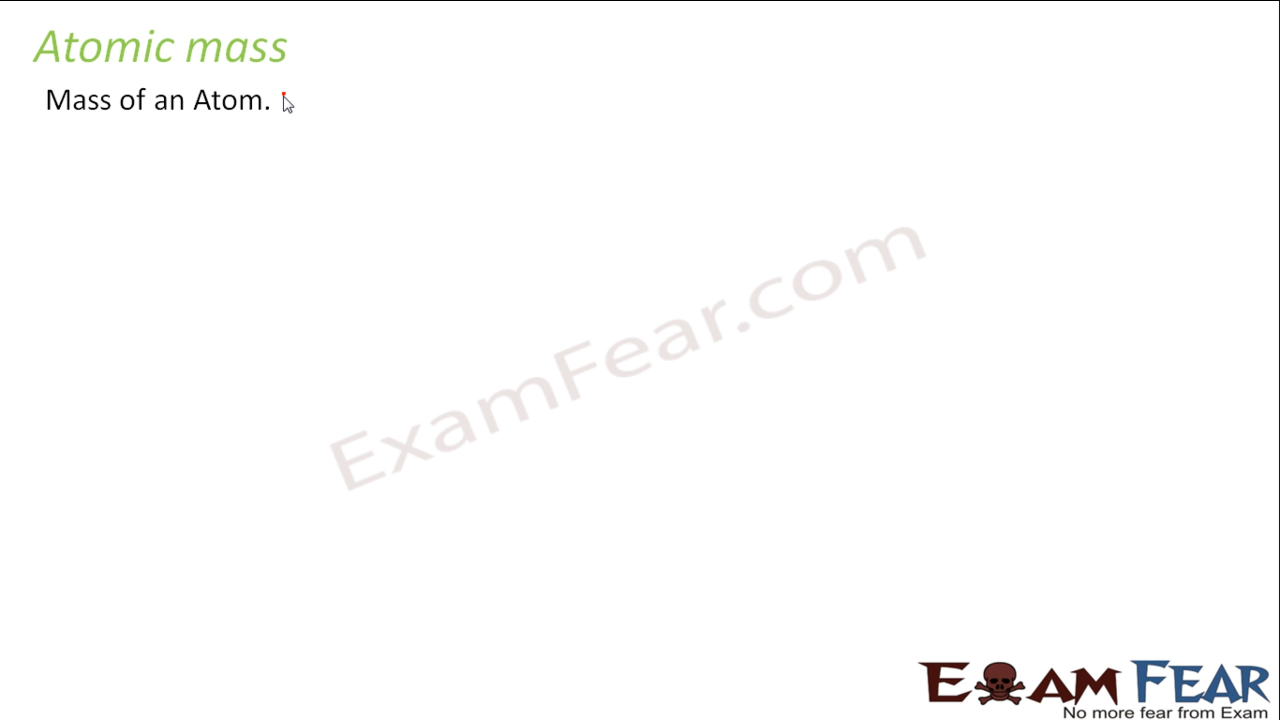 Atomic mass
Mass of an Atom.
ExamFear.com
EXAM FEAR
No more fear from Exam